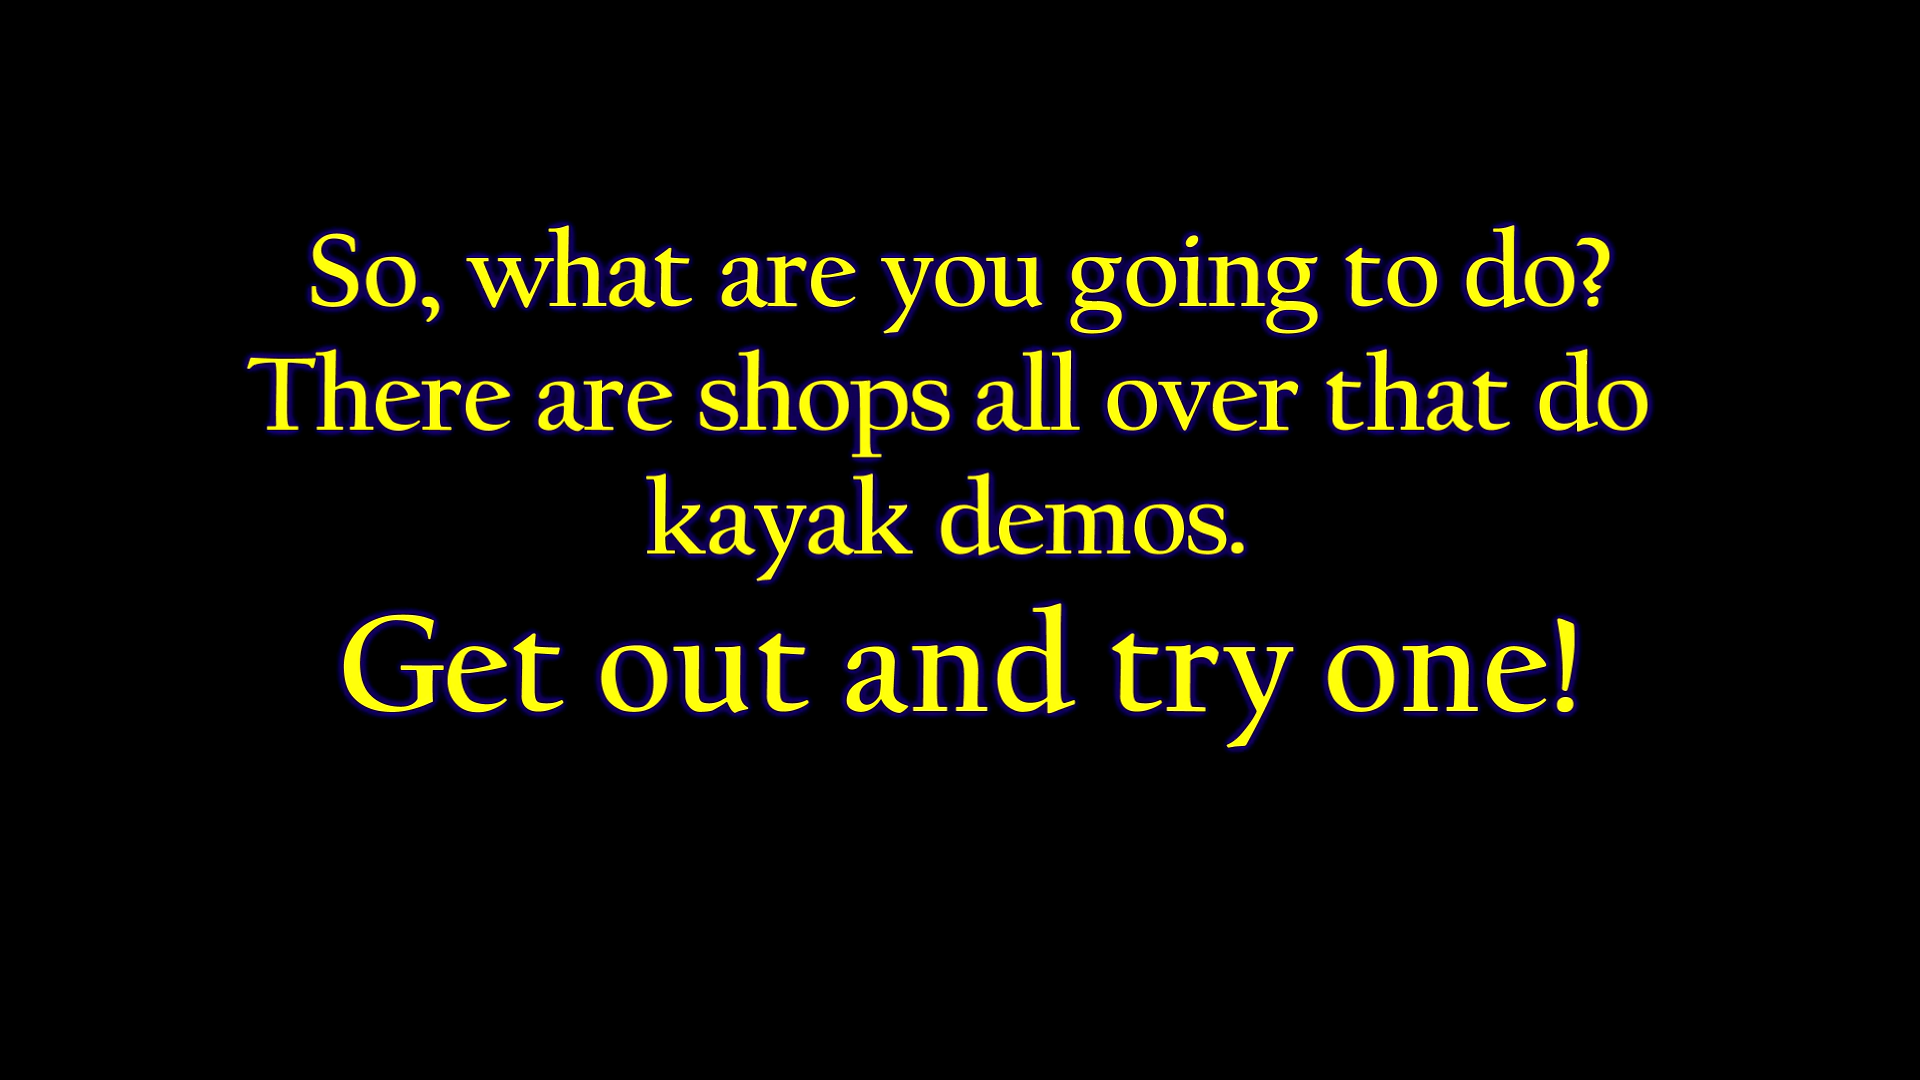 So, what are you going to do?
There are shops all over that do
kayak demos.
Get out and try one!